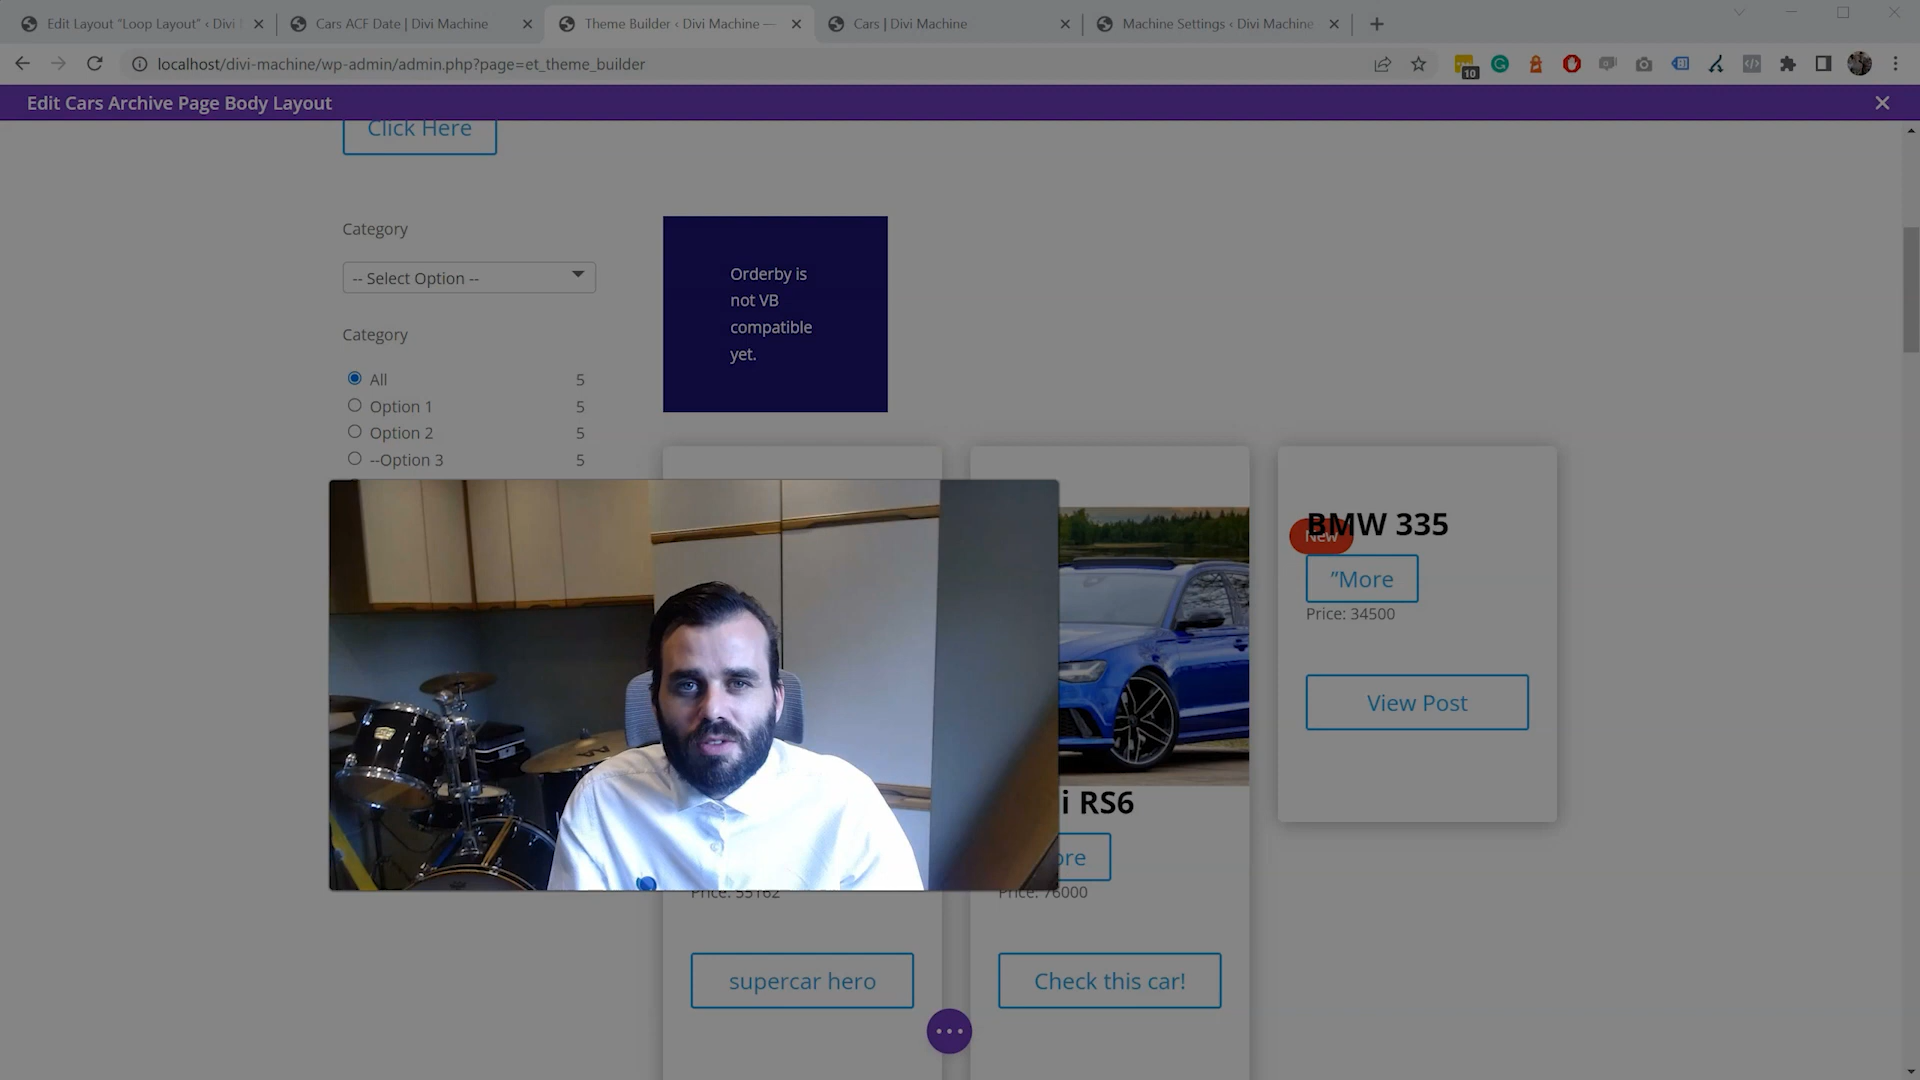 Edit Layout “Loop Layout” ‹ Divi
Cars ACF Date | Divi Machine
Theme Builder ‹ Divi Machine —
Cars | Divi Machine
Machine Settings ‹ Divi Machine
localhost/divi-machine/wp-admin/admin.php?page=et_theme_builder
10
Edit Cars Archive Page Body Layout
Click Here
Category
-- Select Option --
Category
All 5
Option 1 5
Option 2 5
--Option 3 5
Orderby is
not VB
compatible
yet.
BMW 335
New
”More
Price: 34500
View Post
i RS6
ore
Price: 55162
Price: 76000
supercar hero
Check this car!